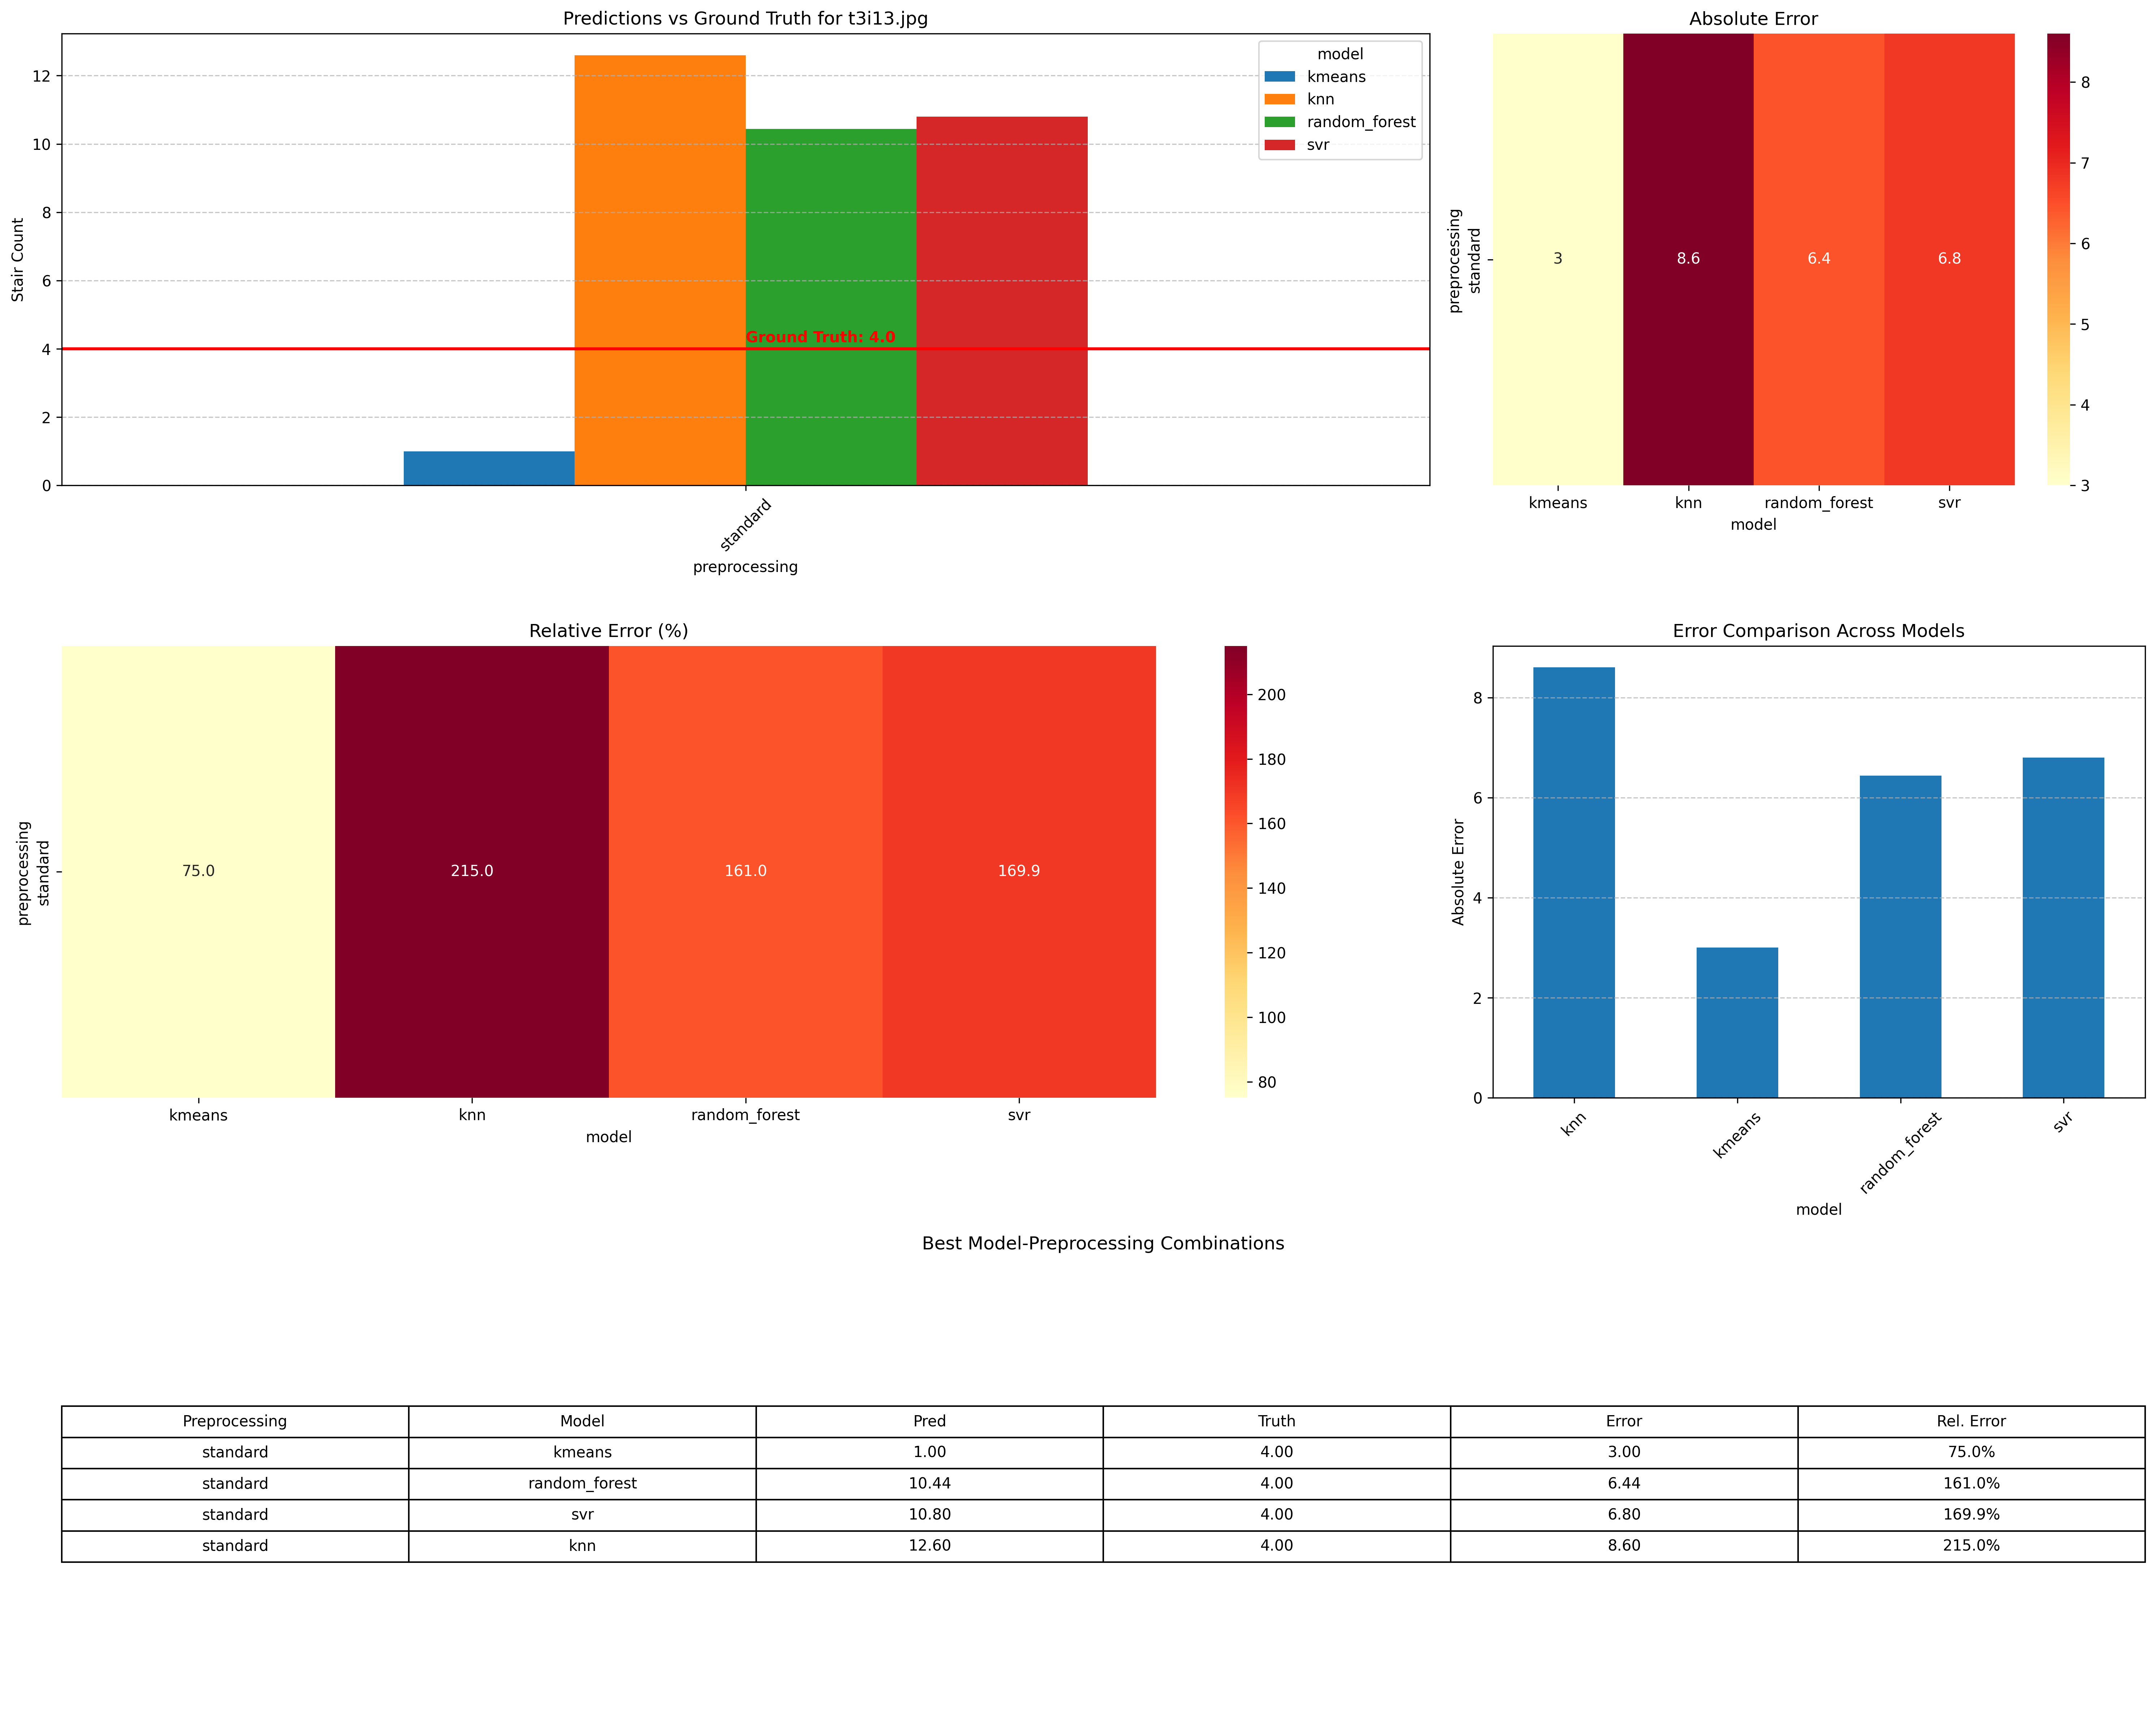 Predictions vs Ground Truth for t3i13.jpg
12
10
8
6
4
2
0
Stair Count
Ground Truth: 4.0
model
kmeans
knn
random_forest
svr
standard
preprocessing
Absolute Error
preprocessing
standard
3 8.6 6.4 6.8
kmeans knn random_forest svr
model
8
7
6
5
4
3
Relative Error (%)
preprocessing
standard
75.0 215.0 161.0 169.9
kmeans knn random_forest svr
model
200
180
160
140
120
100
80
Error Comparison Across Models
Absolute Error
8
6
4
2
0
knn kmeans random_forest svr
model
Best Model-Preprocessing Combinations
Preprocessing Model Pred Truth Error Rel. Error
standard kmeans 1.00 4.00 3.00 75.0%
standard random_forest 10.44 4.00 6.44 161.0%
standard svr 10.80 4.00 6.80 169.9%
standard knn 12.60 4.00 8.60 215.0%